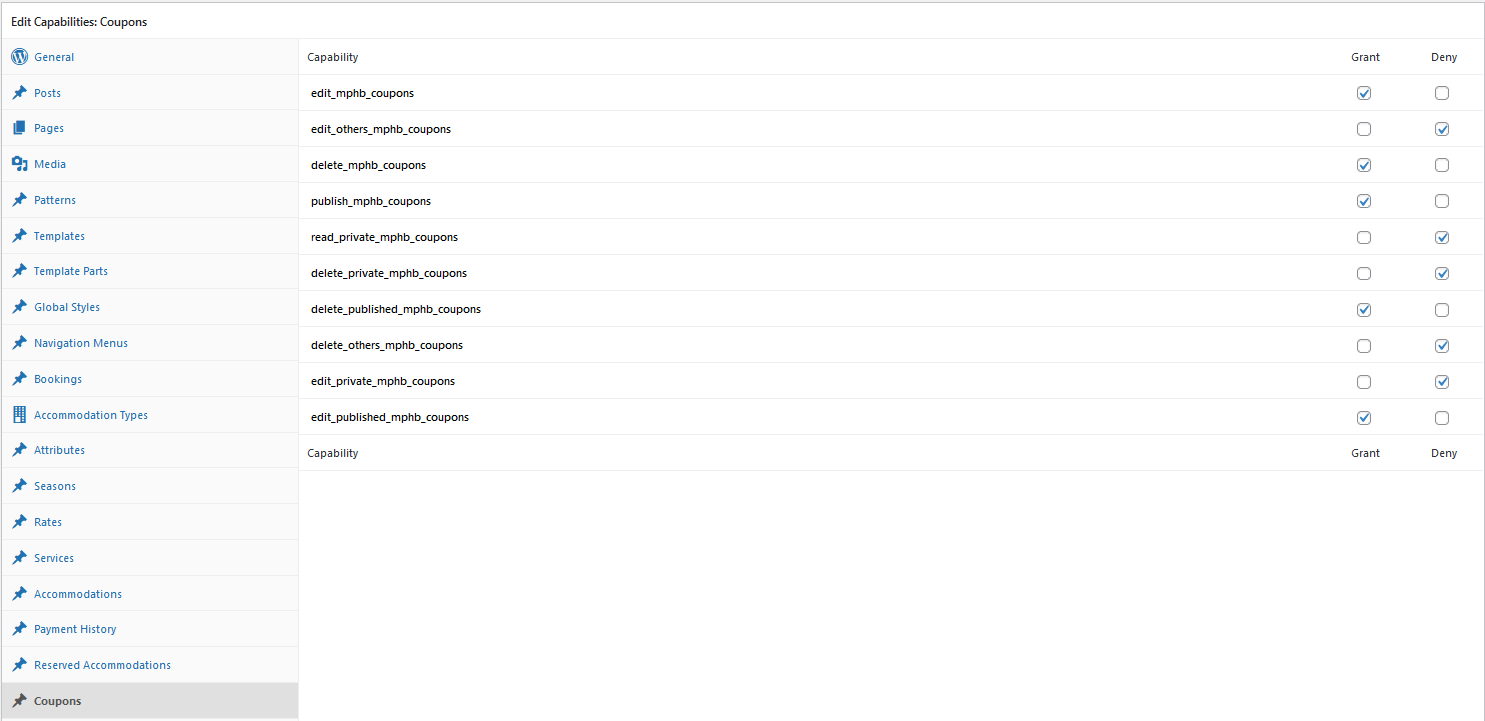 Edit Capabilities: Coupons
General
Posts
Pages
Media
Patterns
Templates
Template Parts
Global Styles
Navigation Menus
Bookings
Accommodation Types
Attributes
Seasons
Rates
Services
Accommodations
Payment History
Reserved Accommodations
Coupons
Capability Grant Deny
edit_mphb_coupons
edit_others_mphb_coupons
delete_mphb_coupons
publish_mphb_coupons
read_private_mphb_coupons
delete_private_mphb_coupons
delete_published_mphb_coupons
delete_others_mphb_coupons
edit_private_mphb_coupons
edit_published_mphb_coupons
Capability Grant Deny